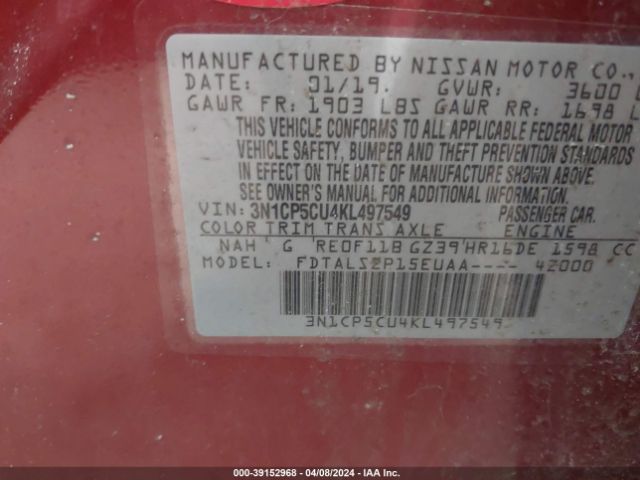 MANUFACTURED BY NISSAN MOTOR CO.,
DATE: 01/19. GVWR: 3600
GAWR FR: 1903 LBS GAWR RR: 1698 L
THIS VEHICLE CONFORMS TO ALL APPLICABLE FEDERAL MOTOR
VEHICLE SAFETY, BUMPER AND THEFT PREVENTION STANDARDS
IN EFFECT ON THE DATE OF MANUFACTURE SHOWN ABOVE.
SEE OWNER'S MANUAL FOR ADDITIONAL INFORMATION.
VIN: 3N1CP5CU4KL497549 PASSENGER CAR.
COLOR TRIM TRANS AXLE ENGINE
NAH G RE0F11B GZ39 HR16DE 1598 CC
MODEL: FDTALSZP15EUAA---- 42000
3N1CP5CU4KL497549
000-39152968 | 04/08/2024 | IAA Inc.